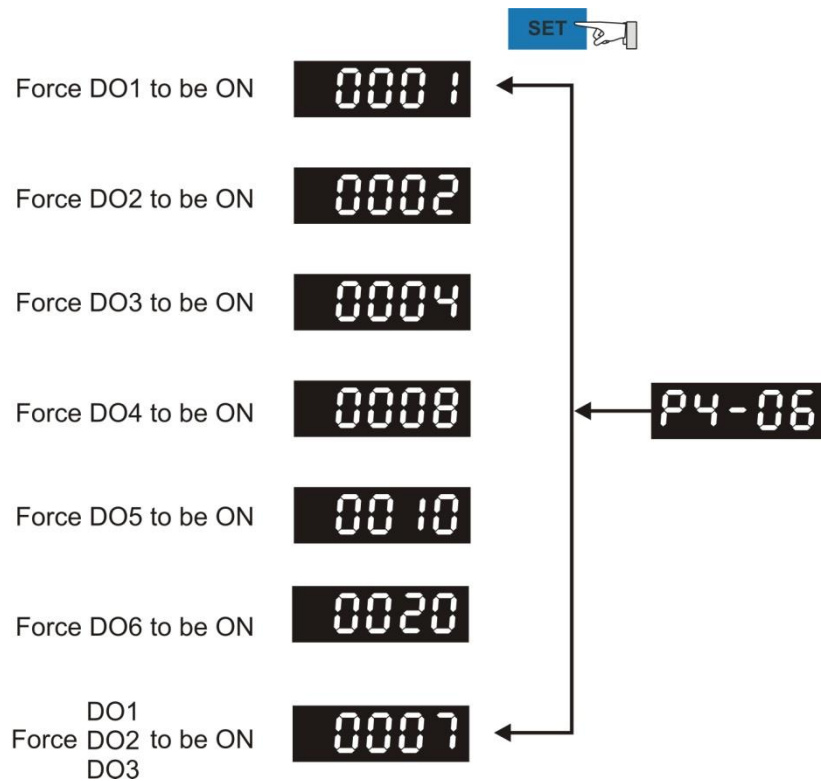 SET
Force DO1 to be ON 0001
Force DO2 to be ON 0002
Force DO3 to be ON 0004
Force DO4 to be ON 0008
P4-06
Force DO5 to be ON 0010
Force DO6 to be ON 0020
DO1
Force DO2 to be ON 0007
DO3